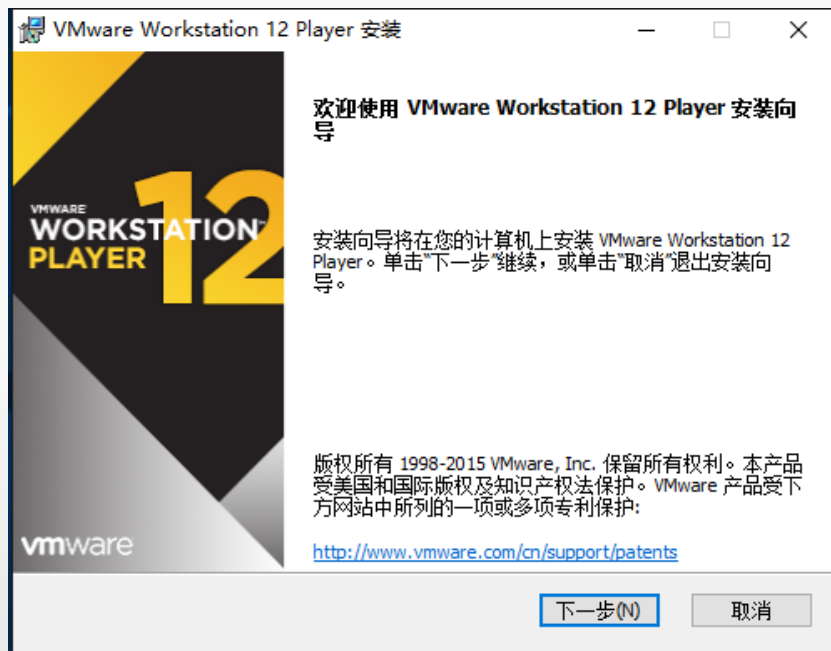 VMware Workstation 12 Player 安装
欢迎使用 VMware Workstation 12 Player 安装向
导
VMWARE
WORKSTATION™
PLAYER
12
安装向导将在您的计算机上安装 VMware Workstation 12
Player。单击“下一步”继续，或单击“取消”退出安装向
导。
版权所有 1998-2015 VMware, Inc. 保留所有权利。本产品
受美国和国际版权及知识产权法保护。VMware 产品受下
方网站中所列的一项或多项专利保护:
http://www.vmware.com/cn/support/patents
vmware
下一步(N)
取消